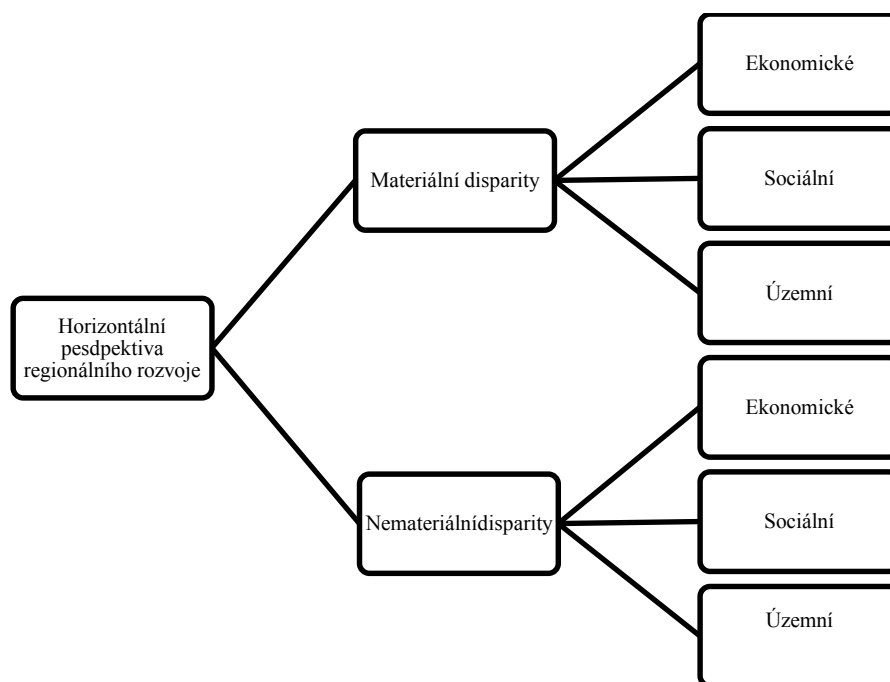 Horizontální
pesdpektiva
regionálního rozvoje
Materiální disparity
Ekonomické
Sociální
Územní
Nemateriálnídisparity
Ekonomické
Sociální
Územní